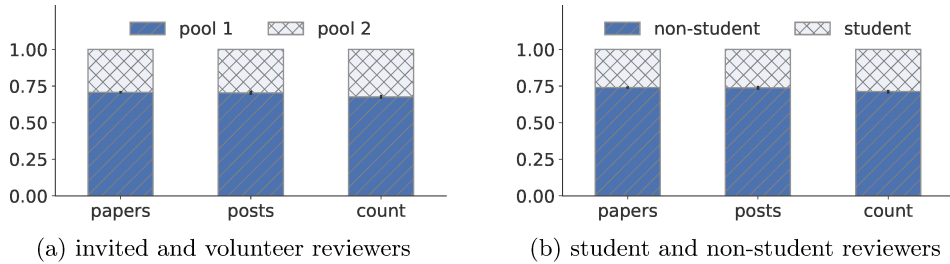 pool 1 pool 2
1.00
0.75
0.50
0.25
0.00
papers posts count
(a) invited and volunteer reviewers
non-student student
1.00
0.75
0.50
0.25
0.00
papers posts count
(b) student and non-student reviewers